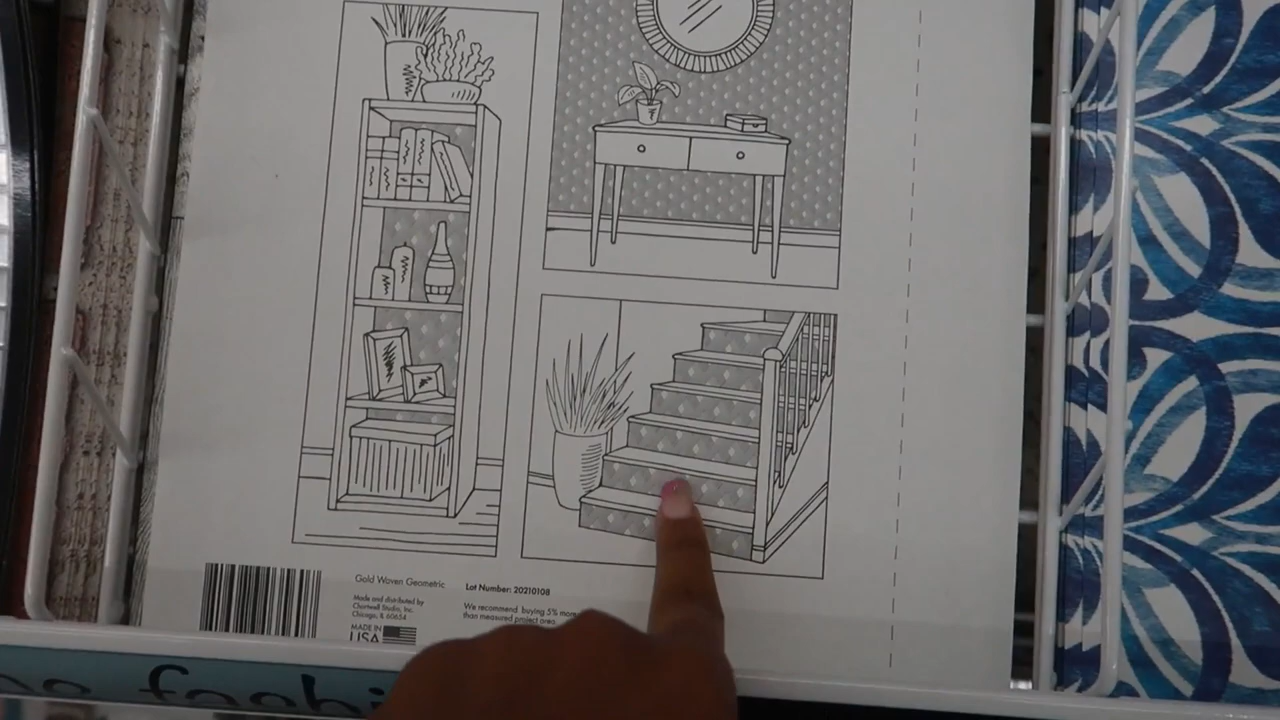 Gold Woven Geometric
Made and distributed by
Chartwell Studio, Inc.
Chicago, IL 60654
MADE IN
USA
Lot Number: 20210108
We recommend buying 5% more
than measured project area.